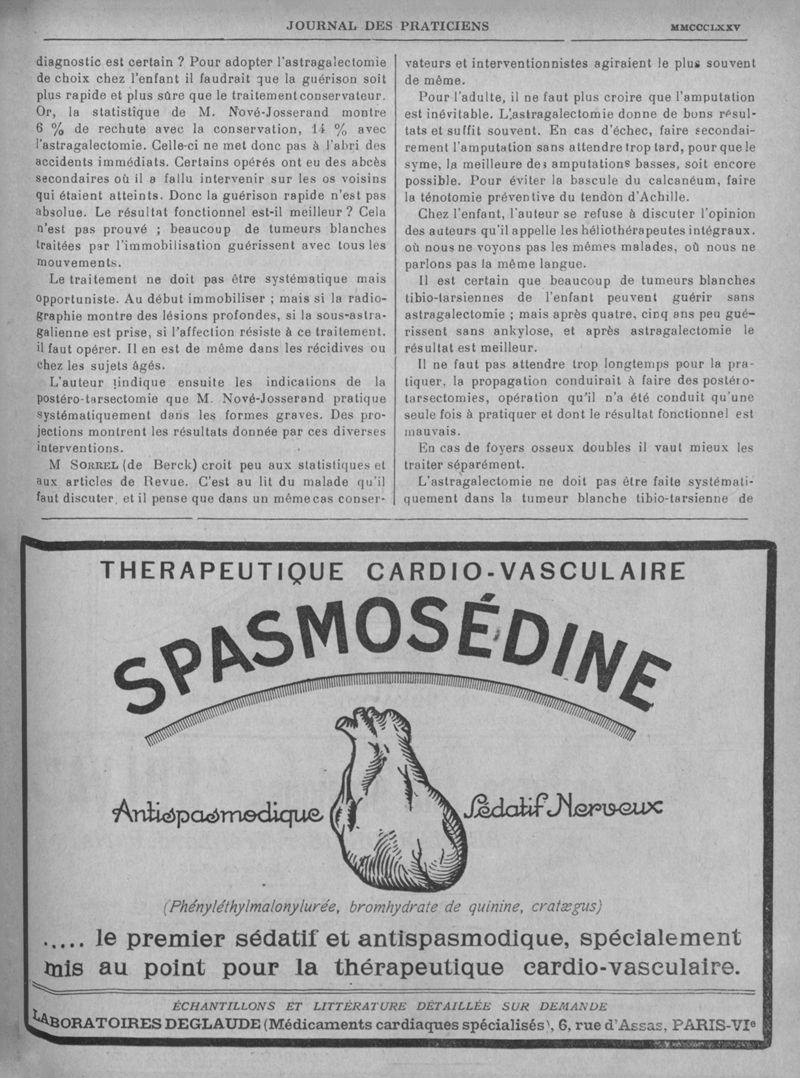 JOURNAL DES PRATICIENS
MMCCCLXXV
diagnostic est certain ? Pour adopter l'astragalectomie
de choix chez l'enfant il faudrait que la guérison soit
plus rapide et plus sûre que le traitement conservateur.
Or, la statistique de M. Nové-Josserand montre
6 % de rechute avec la conservation, 14 % avec
l'astragalectomie. Celle-ci ne met donc pas à l'abri des
accidents immédiats. Certains opérés ont eu des abcès
secondaires où il a fallu intervenir sur les os voisins
qui étaient atteints. Donc la guérison rapide n'est pas
absolue. Le résultat fonctionnel est-il meilleur ? Cela
n'est pas prouvé ; beaucoup de tumeurs blanches
traitées par l'immobilisation guérissent avec tous les
mouvements.
Le traitement ne doit pas être systématique mais
opportuniste. Au début immobiliser ; mais si la radio-
graphie montre des lésions profondes, si la sous-astra-
galienne est prise, si l'affection résiste à ce traitement.
il faut opérer. Il en est de même dans les récidives ou
chez les sujets âgés.
L'auteur indique ensuite les indications de la
postéro-tarsectomie que M. Nové-Josserand pratique
systématiquement dans les formes graves. Des pro-
jections montrent les résultats donnée par ces diverses
interventions.
M SORREL (de Berck) croit peu aux statistiques et
aux articles de Revue. C'est au lit du malade qu'il
faut discuter, et il pense que dans un même cas conser-
vateurs et interventionnistes agiraient le plus souvent
de même.
Pour l'adulte, il ne faut plus croire que l'amputation
est inévitable. L'astragalectomie donne de bons résul-
tats et suffit souvent. En cas d'échec, faire secondai-
rement l'amputation sans attendre trop tard, pour que le
syme, la meilleure des amputations basses, soit encore
possible. Pour éviter la bascule du calcanéum, faire
la ténotomie préventive du tendon d'Achille.
Chez l'enfant, l'auteur se refuse à discuter l'opinion
des auteurs qu'il appelle les héliothérapeutes intégraux.
où nous ne voyons pas les mêmes malades, où nous ne
parlons pas la même langue.
Il est certain que beaucoup de tumeurs blanches
tibio-tarsiennes de l'enfant peuvent guérir sans
astragalectomie ; mais après quatre, cinq ans peu gué-
rissent sans ankylose, et après astragalectomie le
résultat est meilleur.
Il ne faut pas attendre trop longtemps pour la pra-
tiquer, la propagation conduirait à faire des postéro-
tarsectomies, opération qu'il n'a été conduit qu'une
seule fois à pratiquer et dont le résultat fonctionnel est
mauvais.
En cas de foyers osseux doubles il vaut mieux les
traiter séparément.
L'astragalectomie ne doit pas être faite systémati-
quement dans la tumeur blanche tibio-tarsienne de
THERAPEUTIQUE CARDIO-VASCULAIRE
SPASMOSÉDINE
Antispasmodique
Sédatif Nerveux
(Phényléthylmalonylurée, bromhydrate de quinine, cratægus)
..... le premier sédatif et antispasmodique, spécialement
mis au point pour la thérapeutique cardio-vasculaire.
ÉCHANTILLONS ET LITTÉRATURE DÉTAILLÉE SUR DEMANDE
LABORATOIRES DEGLAUDE (Médicaments cardiaques spécialisés), 6, rue d'Assas, PARIS-VIe